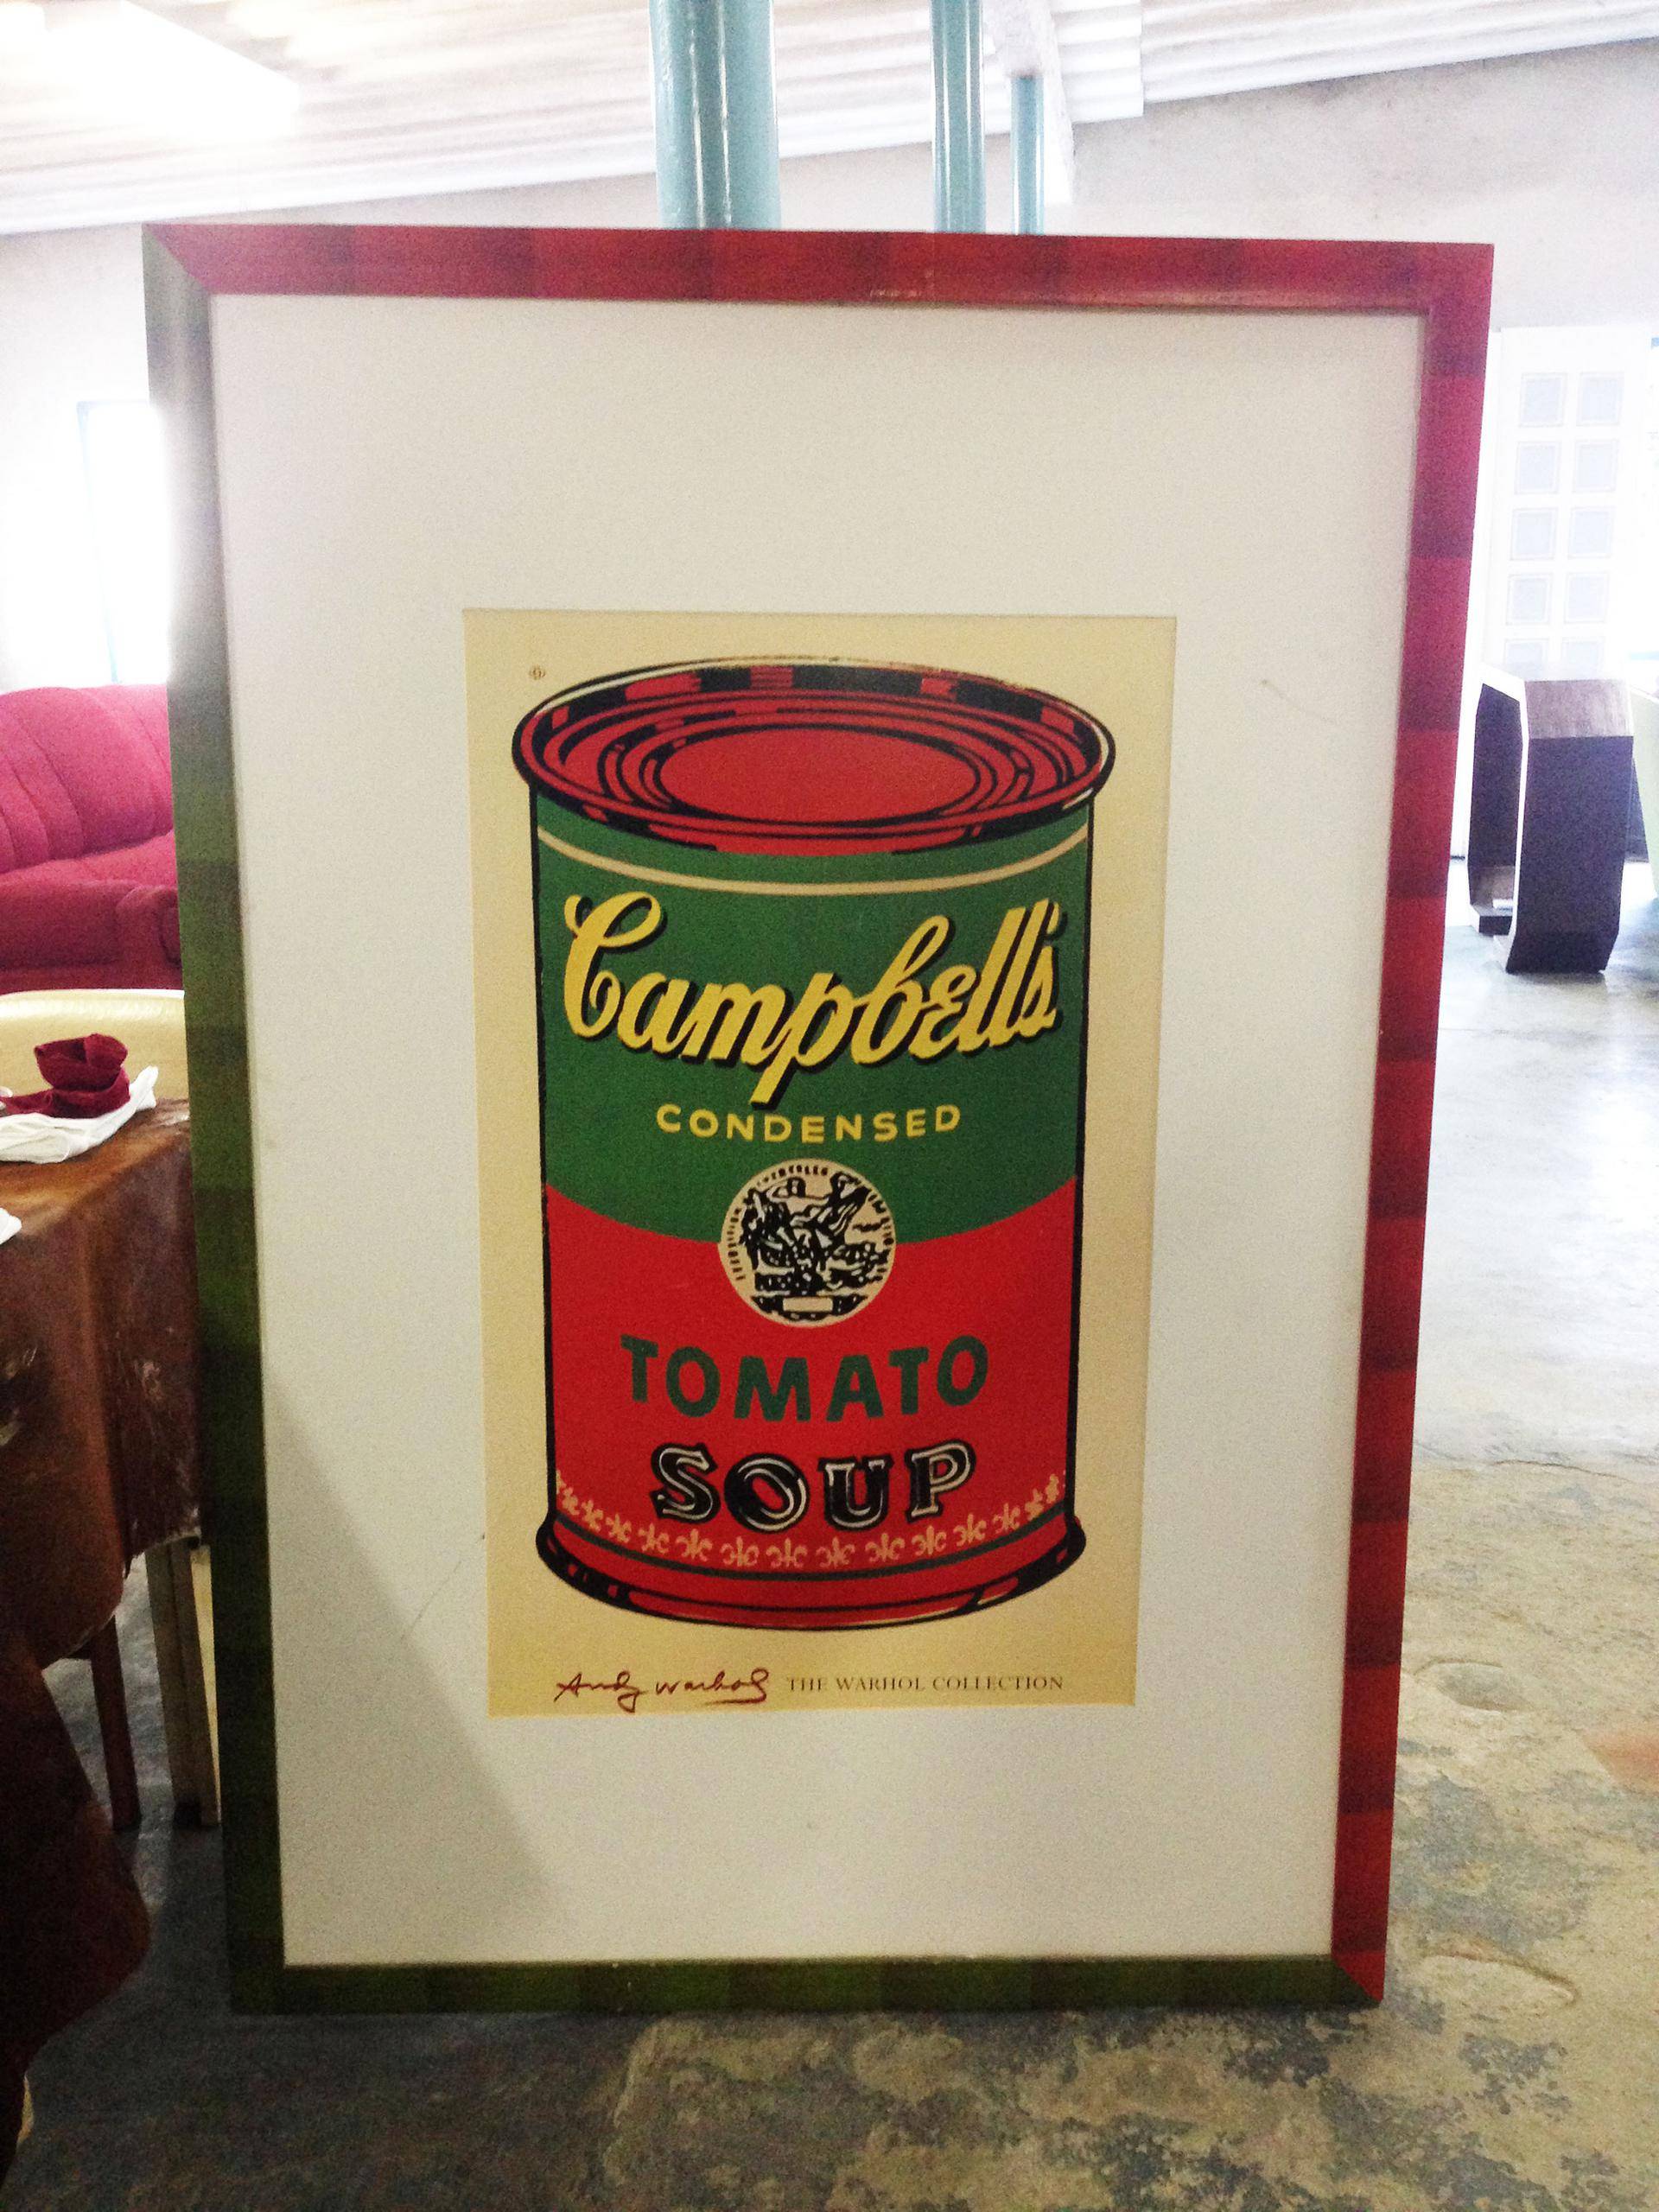 Campbell's
CONDENSED
TOMATO
SOUP
Andy Warhol THE WARHOL COLLECTION